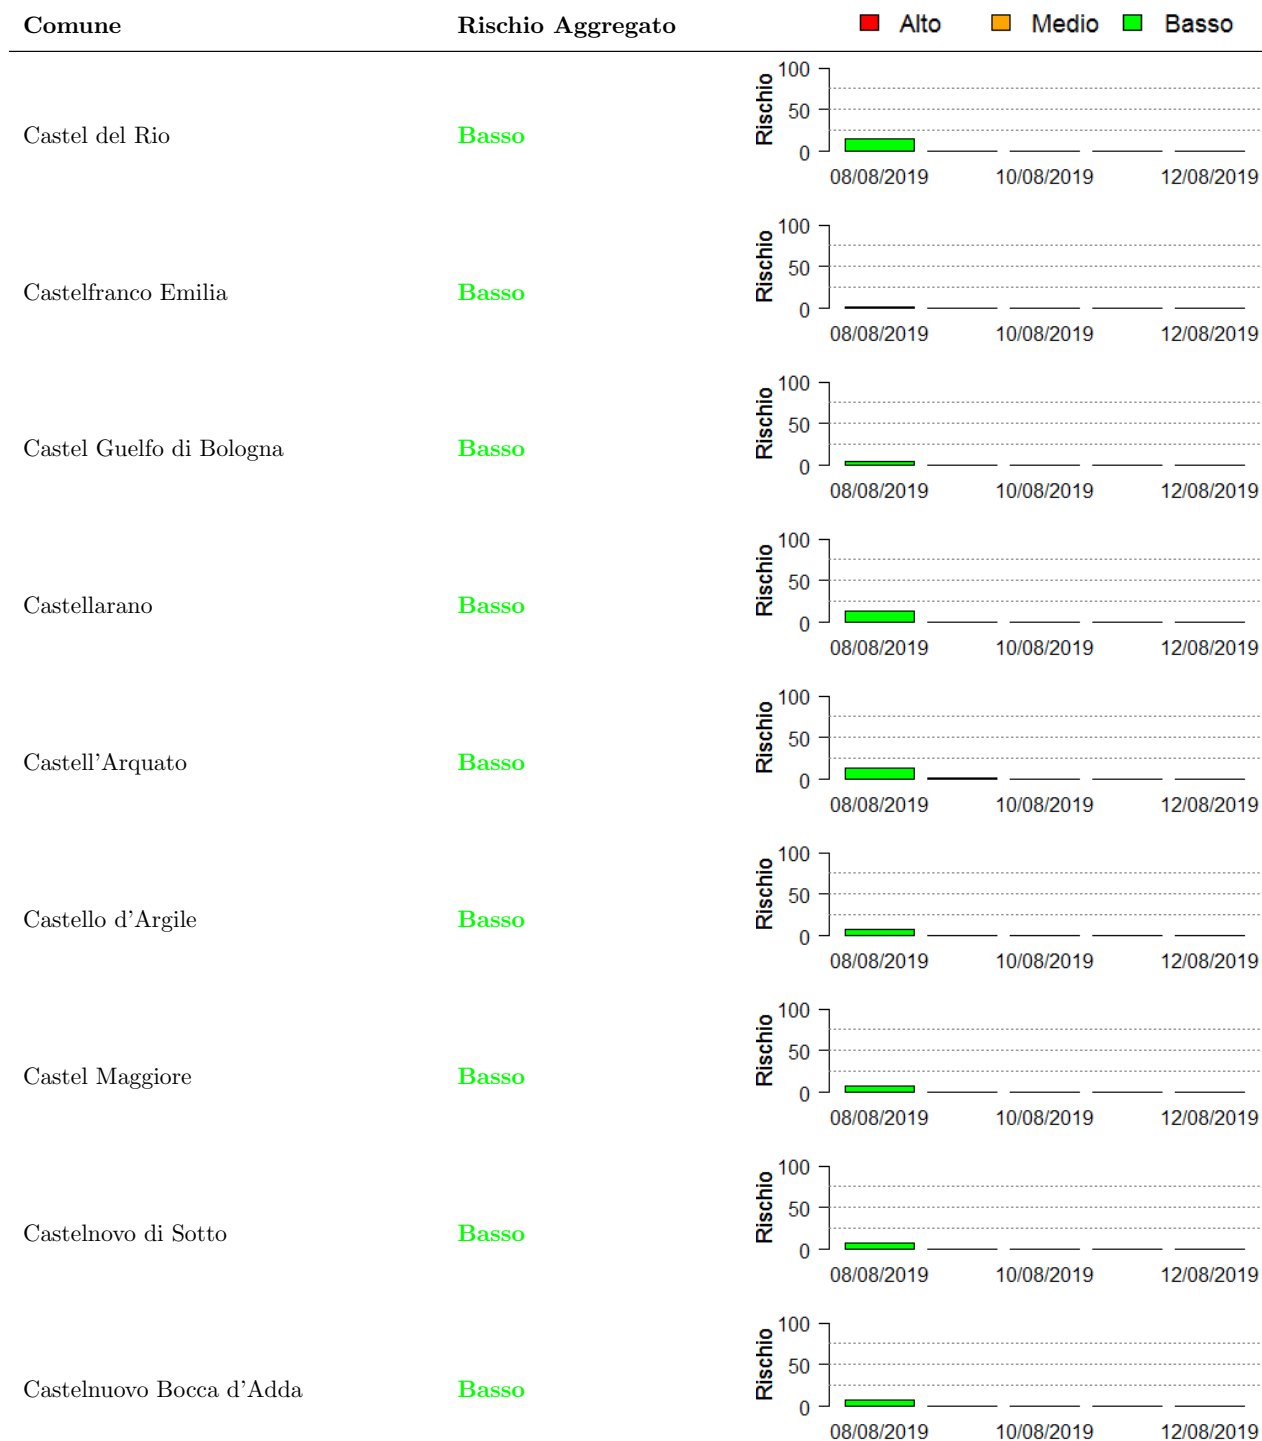 Comune Rischio Aggregato Alto Medio Basso
Castel del Rio Basso
Rischio
100
50
0
08/08/2019 10/08/2019 12/08/2019
Castelfranco Emilia Basso
Rischio
100
50
0
08/08/2019 10/08/2019 12/08/2019
Castel Guelfo di Bologna Basso
Rischio
100
50
0
08/08/2019 10/08/2019 12/08/2019
Castellarano Basso
Rischio
100
50
0
08/08/2019 10/08/2019 12/08/2019
Castell'Arquato Basso
Rischio
100
50
0
08/08/2019 10/08/2019 12/08/2019
Castello d'Argile Basso
Rischio
100
50
0
08/08/2019 10/08/2019 12/08/2019
Castel Maggiore Basso
Rischio
100
50
0
08/08/2019 10/08/2019 12/08/2019
Castelnovo di Sotto Basso
Rischio
100
50
0
08/08/2019 10/08/2019 12/08/2019
Castelnuovo Bocca d'Adda Basso
Rischio
100
50
0
08/08/2019 10/08/2019 12/08/2019